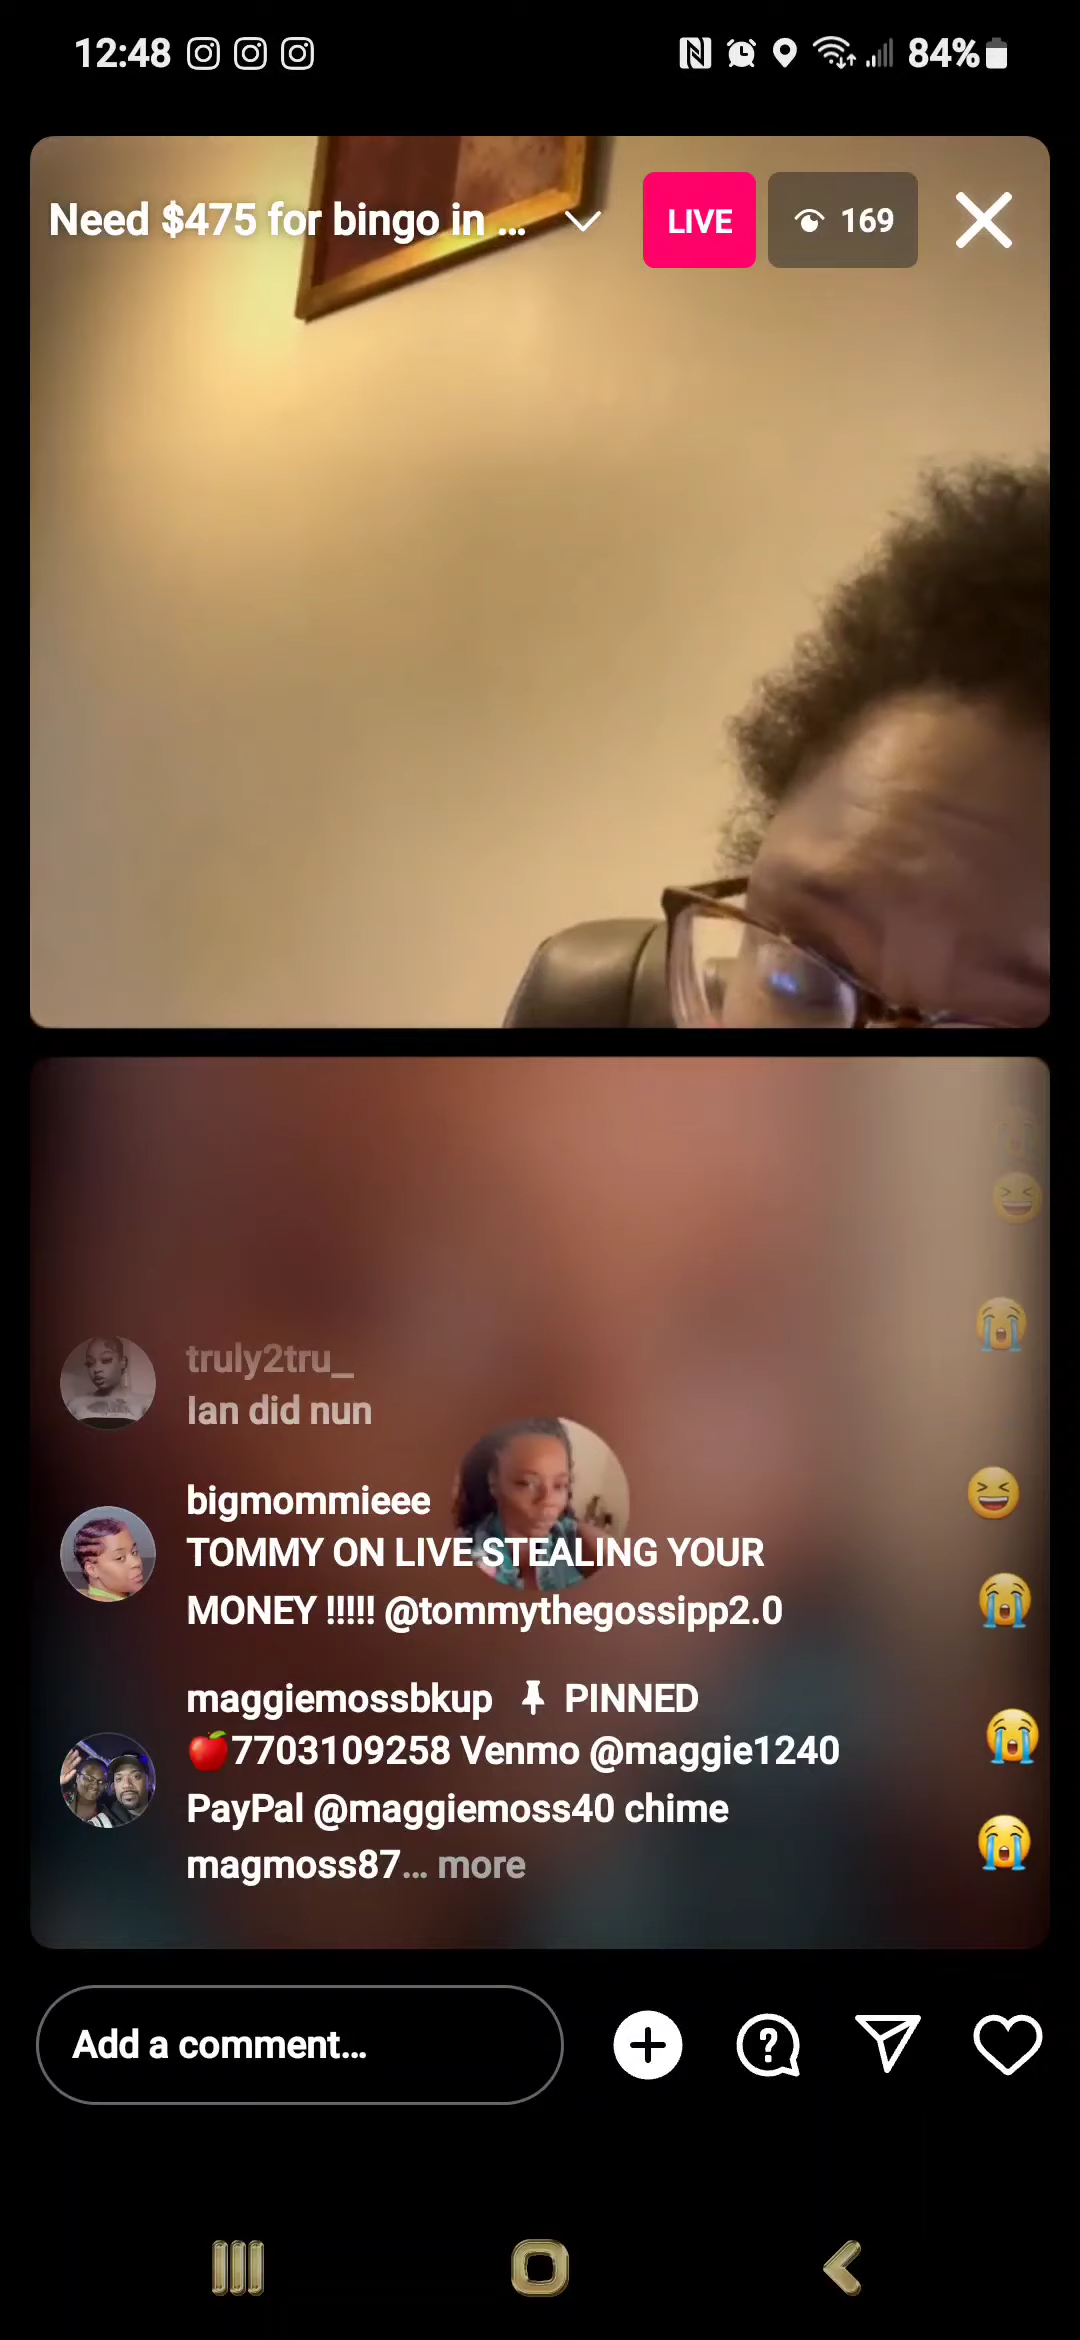 12:48 84%
Need $475 for bingo in ... LIVE 169
truly2tru_
Ian did nun
bigmommieee
TOMMY ON LIVE STEALING YOUR
MONEY !!!!! @tommythegossipp2.0
maggiemossbkup PINNED
🍎7703109258 Venmo @maggie1240
PayPal @maggiemoss40 chime
magmoss87... more
Add a comment...